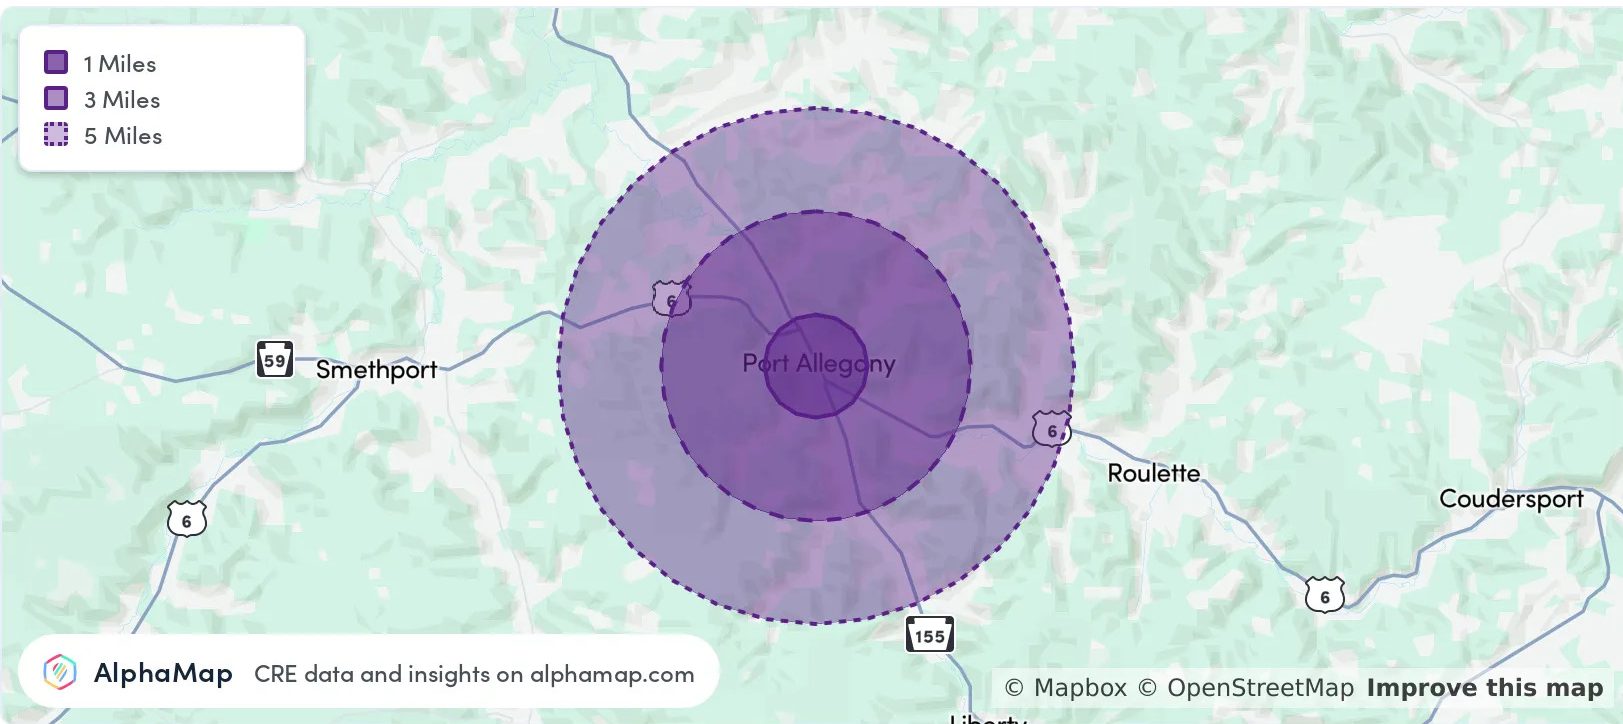 1 Miles
3 Miles
5 Miles
6
Port Allegany
59
Smethport
6
Roulette
Coudersport
6
6
155
AlphaMap CRE data and insights on alphamap.com
© Mapbox © OpenStreetMap Improve this map
Liberty